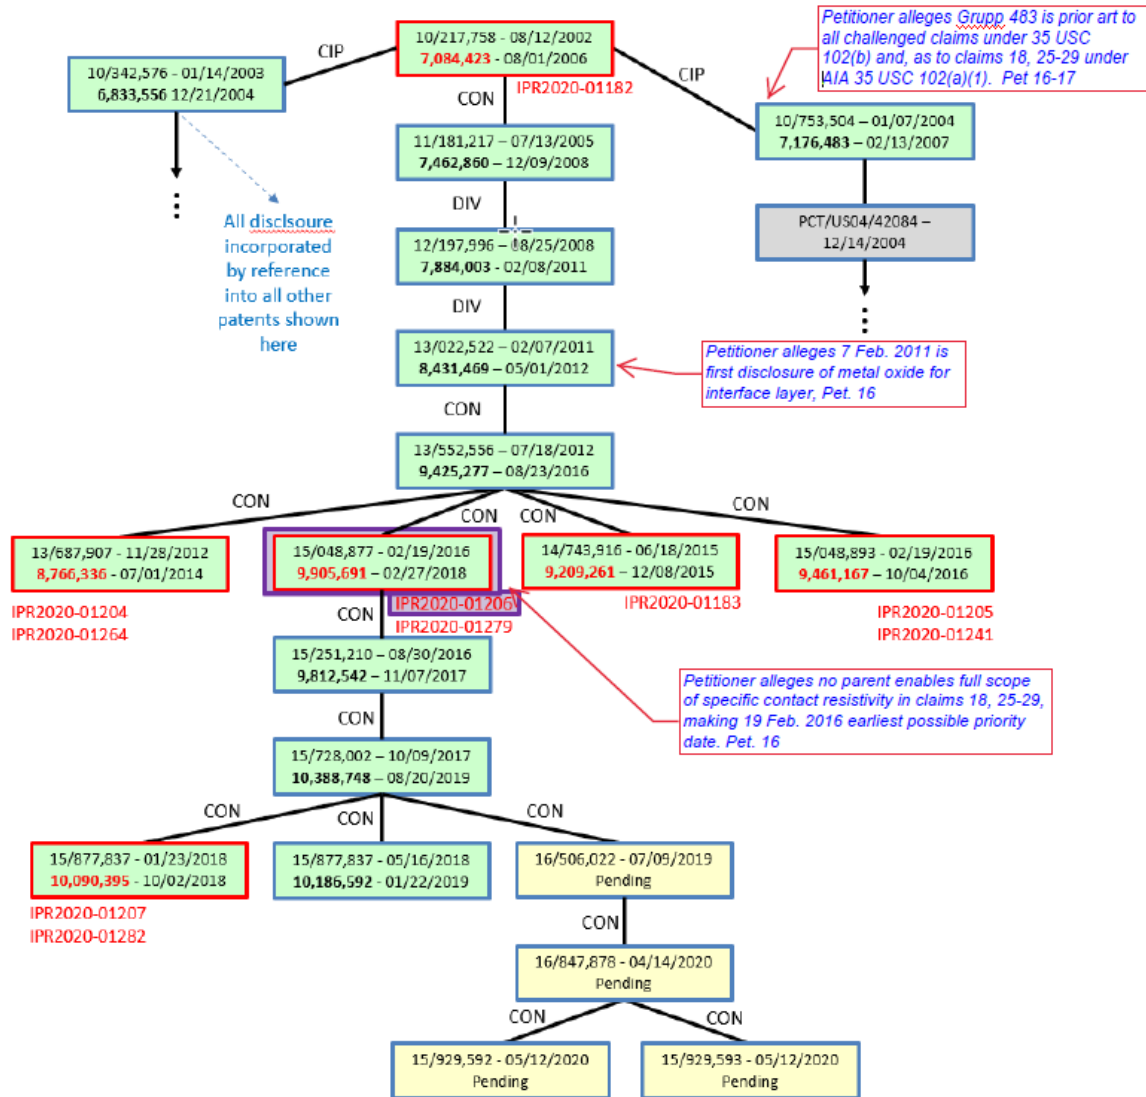 Petitioner alleges Grupp 483 is prior art to
all challenged claims under 35 USC
102(b) and, as to claims 18, 25-29 under
AIA 35 USC 102(a)(1). Pet 16-17
10/217,758 - 08/12/2002
7,084,423 - 08/01/2006
IPR2020-01182
CIP
CIP
10/342,576 - 01/14/2003
6,833,556 12/21/2004
CON
10/753,504 – 01/07/2004
7,176,483 – 02/13/2007
11/181,217 - 07/13/2005
7,462,860 - 12/09/2008
DIV
All disclsoure
incorporated
by reference
into all other
patents shown
here
PCT/US04/42084 –
12/14/2004
12/197,996 - 08/25/2008
7,884,003 - 02/08/2011
DIV
13/022,522 – 02/07/2011
8,431,469 – 05/01/2012
Petitioner alleges 7 Feb. 2011 is
first disclosure of metal oxide for
interface layer, Pet. 16
CON
13/552,556 – 07/18/2012
9,425,277 – 08/23/2016
CON
CON
CON
CON
13/687,907 - 11/28/2012
8,766,336 - 07/01/2014
IPR2020-01204
IPR2020-01264
15/048,877 - 02/19/2016
9,905,691 – 02/27/2018
IPR2020-01206
IPR2020-01279
14/743,916 - 06/18/2015
9,209,261 - 12/08/2015
IPR2020-01183
15/048,893 – 02/19/2016
9,461,167 - 10/04/2016
IPR2020-01205
IPR2020-01241
CON
15/251,210 – 08/30/2016
9,812,542 – 11/07/2017
Petitioner alleges no parent enables full scope
of specific contact resistivity in claims 18, 25-29,
making 19 Feb. 2016 earliest possible priority
date. Pet. 16
CON
15/728,002 – 10/09/2017
10,388,748 – 08/20/2019
CON
CON
CON
15/877,837 - 01/23/2018
10,090,395 - 10/02/2018
IPR2020-01207
IPR2020-01282
15/877,837 - 05/16/2018
10,186,592 – 01/22/2019
16/506,022 - 07/09/2019
Pending
CON
16/847,878 – 04/14/2020
Pending
CON
CON
15/929,592 - 05/12/2020
Pending
15/929,593 - 05/12/2020
Pending